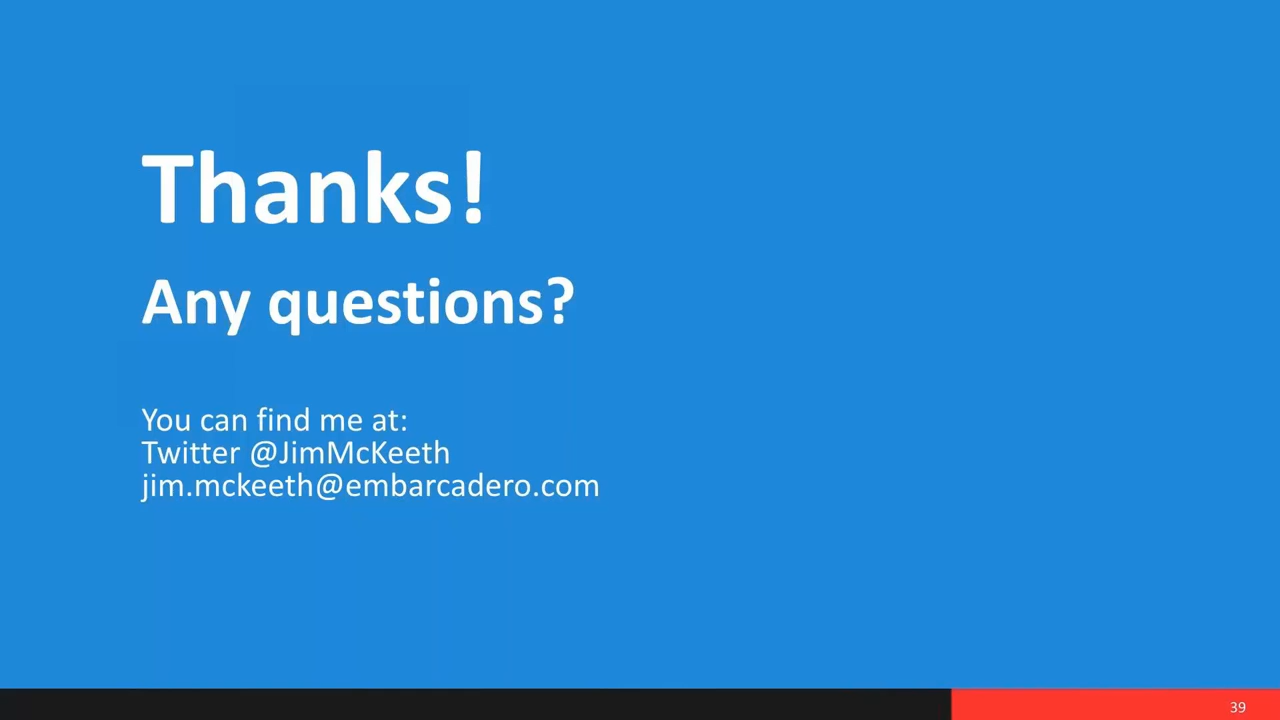 Thanks!
Any questions?
You can find me at:
Twitter @JimMcKeeth
jim.mckeeth@embarcadero.com
39